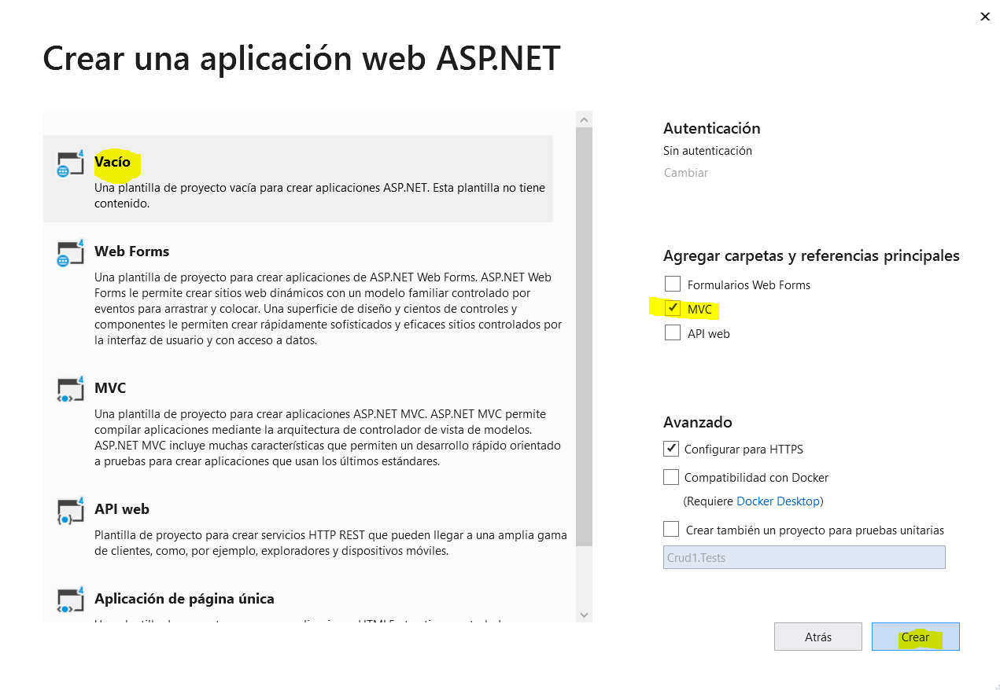 Crear una aplicación web ASP.NET
Vacío
Una plantilla de proyecto vacía para crear aplicaciones ASP.NET. Esta plantilla no tiene
contenido.
Web Forms
Una plantilla de proyecto para crear aplicaciones de ASP.NET Web Forms. ASP.NET Web
Forms le permite crear sitios web dinámicos con un modelo familiar controlado por
eventos para arrastrar y colocar. Una superficie de diseño y cientos de controles y
componentes le permiten crear rápidamente sofisticados y eficaces sitios controlados por
la interfaz de usuario y con acceso a datos.
MVC
Una plantilla de proyecto para crear aplicaciones ASP.NET MVC. ASP.NET MVC permite
compilar aplicaciones mediante la arquitectura de controlador de vista de modelos.
ASP.NET MVC incluye muchas características que permiten un desarrollo rápido orientado
a pruebas para crear aplicaciones que usan los últimos estándares.
API web
Plantilla de proyecto para crear servicios HTTP REST que pueden llegar a una amplia gama
de clientes, como, por ejemplo, exploradores y dispositivos móviles.
Aplicación de página única
Autenticación
Sin autenticación
Cambiar
Agregar carpetas y referencias principales
Formularios Web Forms
MVC
API web
Avanzado
Configurar para HTTPS
Compatibilidad con Docker
(Requiere Docker Desktop)
Crear también un proyecto para pruebas unitarias
Crud1.Tests
Atrás
Crear